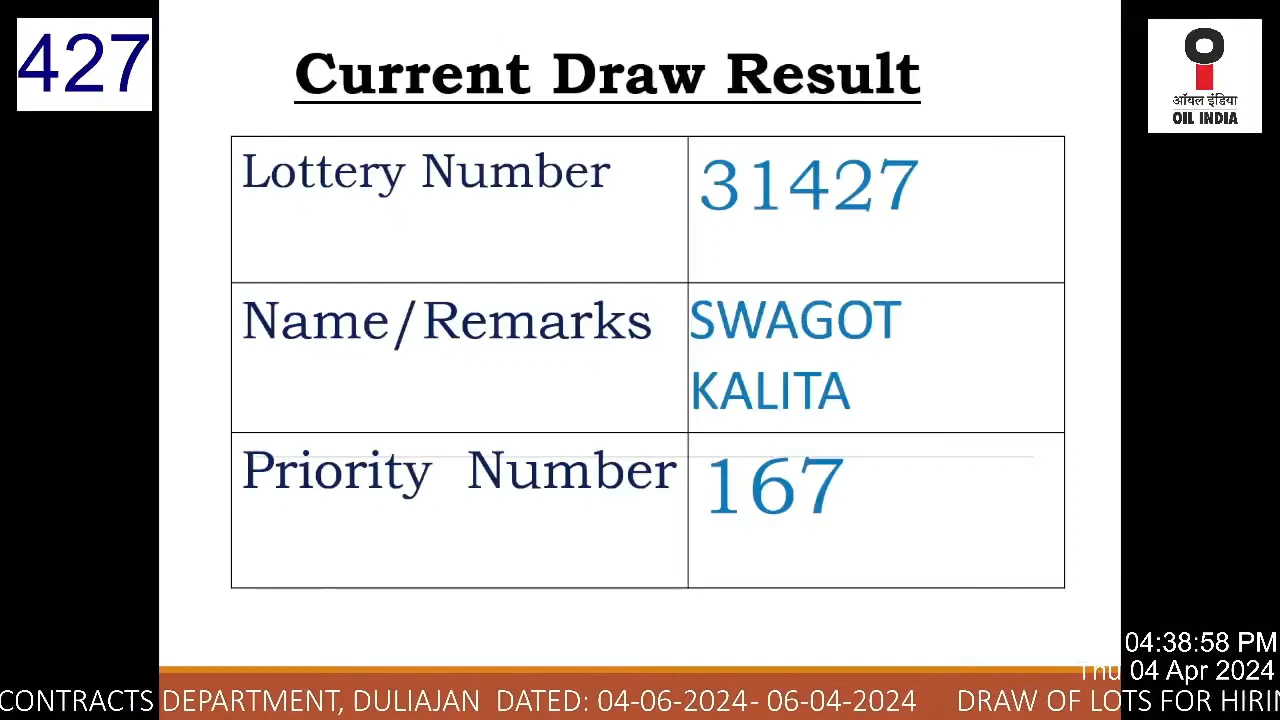 427
Current Draw Result
ऑयल इंडिया
OIL INDIA
Lottery Number 31427
Name/Remarks SWAGOT
KALITA
Priority Number 167
04:38:58 PM
Thu 04 Apr 2024
CONTRACTS DEPARTMENT, DULIAJAN DATED: 04-06-2024- 06-04-2024 DRAW OF LOTS FOR HIRI